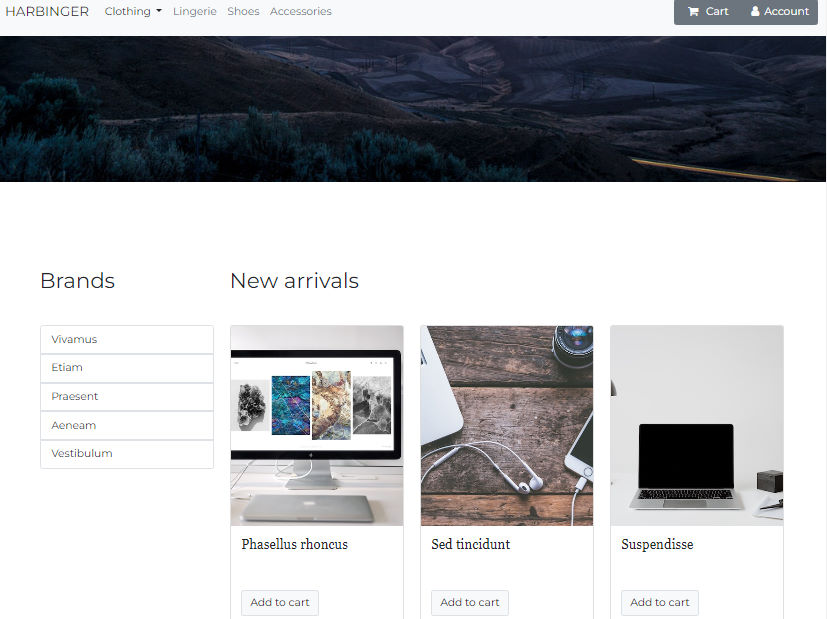 HARBINGER Clothing Lingerie Shoes Accessories Cart Account
Brands
Vivamus
Etiam
Praesent
Aeneam
Vestibulum
New arrivals
Phasellus rhoncus
Add to cart
Sed tincidunt
Add to cart
Suspendisse
Add to cart